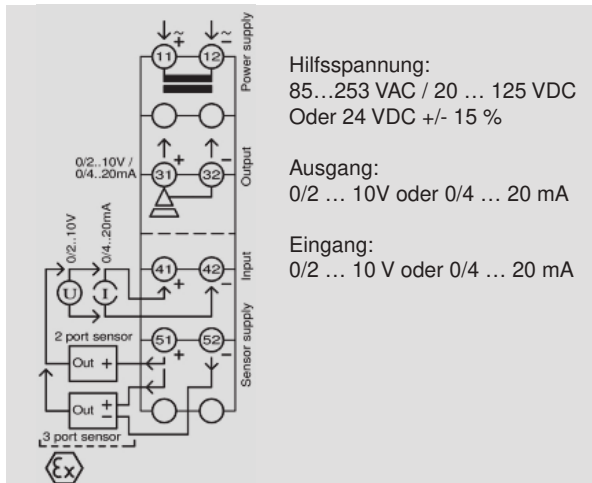 ~ ~
+ −
11 12
Power supply
0/2..10V /
0/4..20mA
+ −
31 32
Output
0/2..10V
0/4..20mA
U I
41 42
+ −
Input
2 port sensor
Out +
51 52
+ −
Sensor supply
Out + −
3 port sensor
Ex
Hilfsspannung:
85...253 VAC / 20 ... 125 VDC
Oder 24 VDC +/- 15 %
Ausgang:
0/2 ... 10V oder 0/4 ... 20 mA
Eingang:
0/2 ... 10 V oder 0/4 ... 20 mA